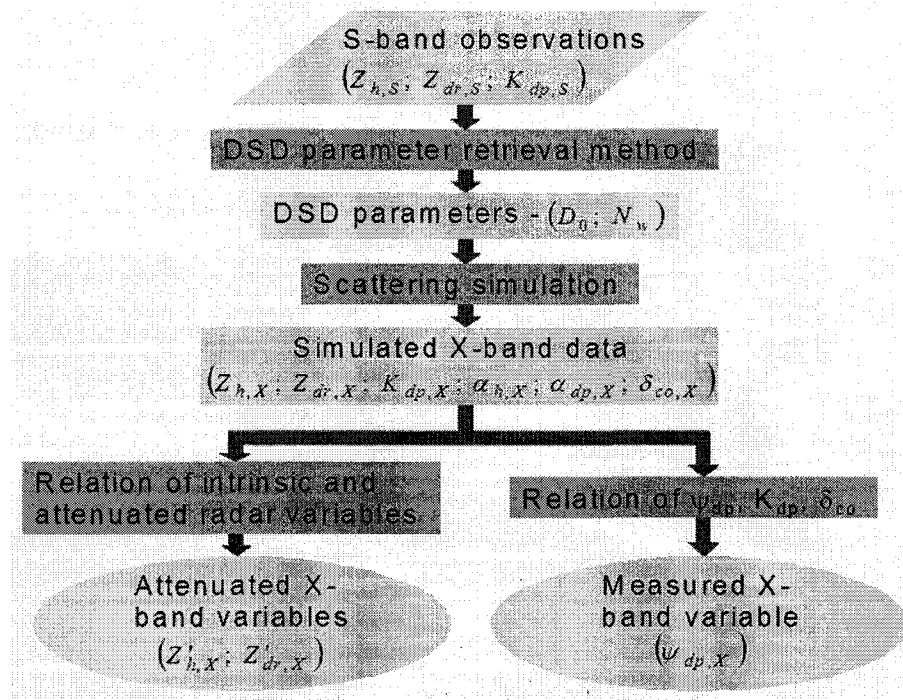 S-band observations
(Z_{h,S}; Z_{dr,S}; K_{dp,S})
DSD parameter retrieval method
DSD parameters - (D_0; N_w)
Scattering simulation
Simulated X-band data
(Z_{h,X}; Z_{dr,X}; K_{dp,X}; α_{h,X}; α_{dp,X}; δ_{co,X})
Relation of intrinsic and
attenuated radar variables
Relation of ψ_{dp}, K_{dp}, δ_{co}
Attenuated X-
band variables
(Z'_{h,X}; Z'_{dr,X})
Measured X-
band variable
(ψ_{dp,X})